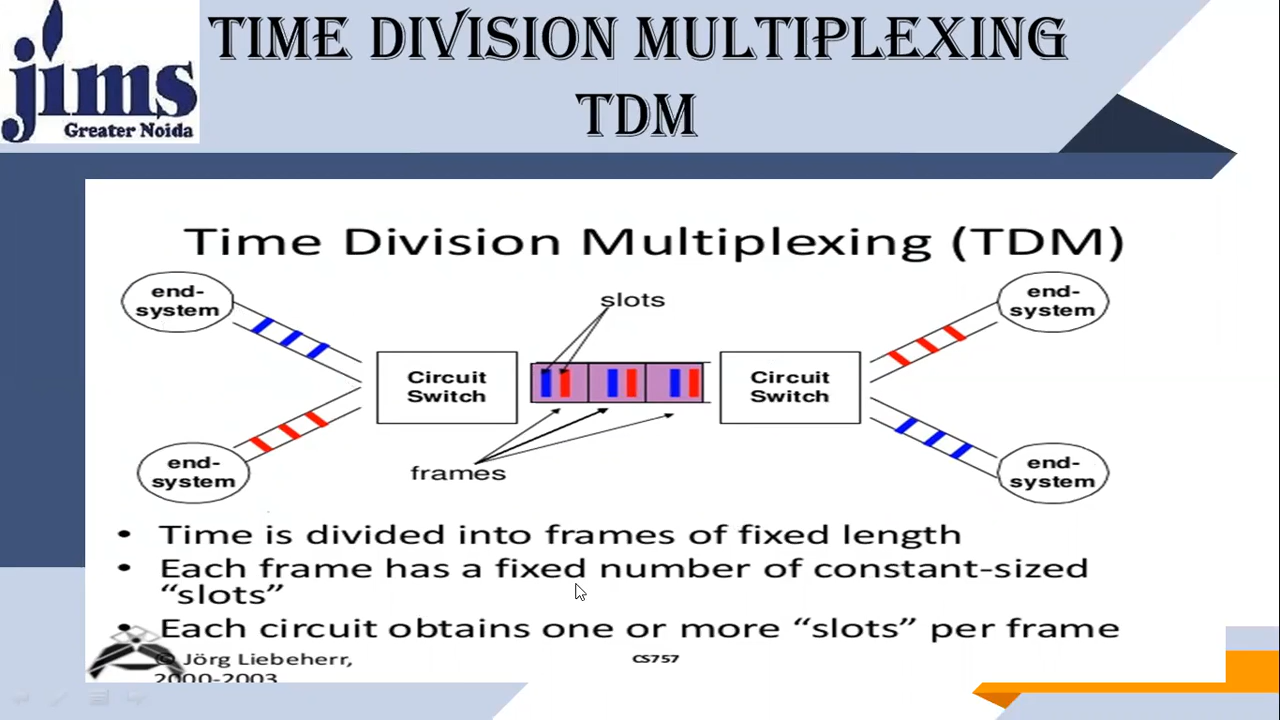 jims
Greater Noida
TIME DIVISION MULTIPLEXING
TDM
Time Division Multiplexing (TDM)
end-
system
slots
end-
system
Circuit
Switch
Circuit
Switch
end-
system
frames
end-
system
• Time is divided into frames of fixed length
• Each frame has a fixed number of constant-sized
“slots”
• Each circuit obtains one or more “slots” per frame
© Jörg Liebeherr,
2000-2003
CS757